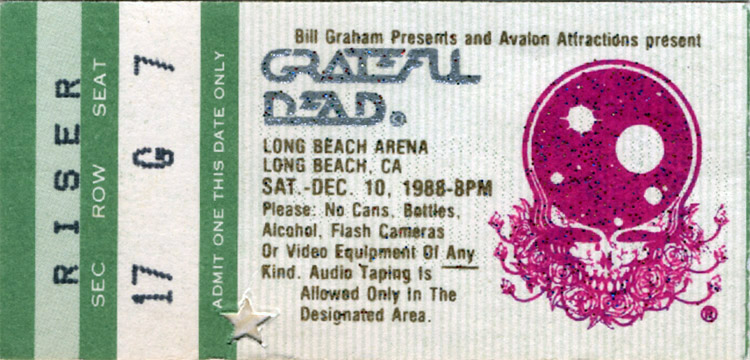 RISER
SEC ROW SEAT
17 G 7
ADMIT ONE THIS DATE ONLY
Bill Graham Presents and Avalon Attractions present
GRATEFUL
DEAD®
LONG BEACH ARENA
LONG BEACH, CA
SAT.-DEC. 10, 1988-8PM
Please: No Cans, Bottles,
Alcohol, Flash Cameras
Or Video Equipment Of Any
Kind. Audio Taping is
Allowed Only In The
Designated Area.
®